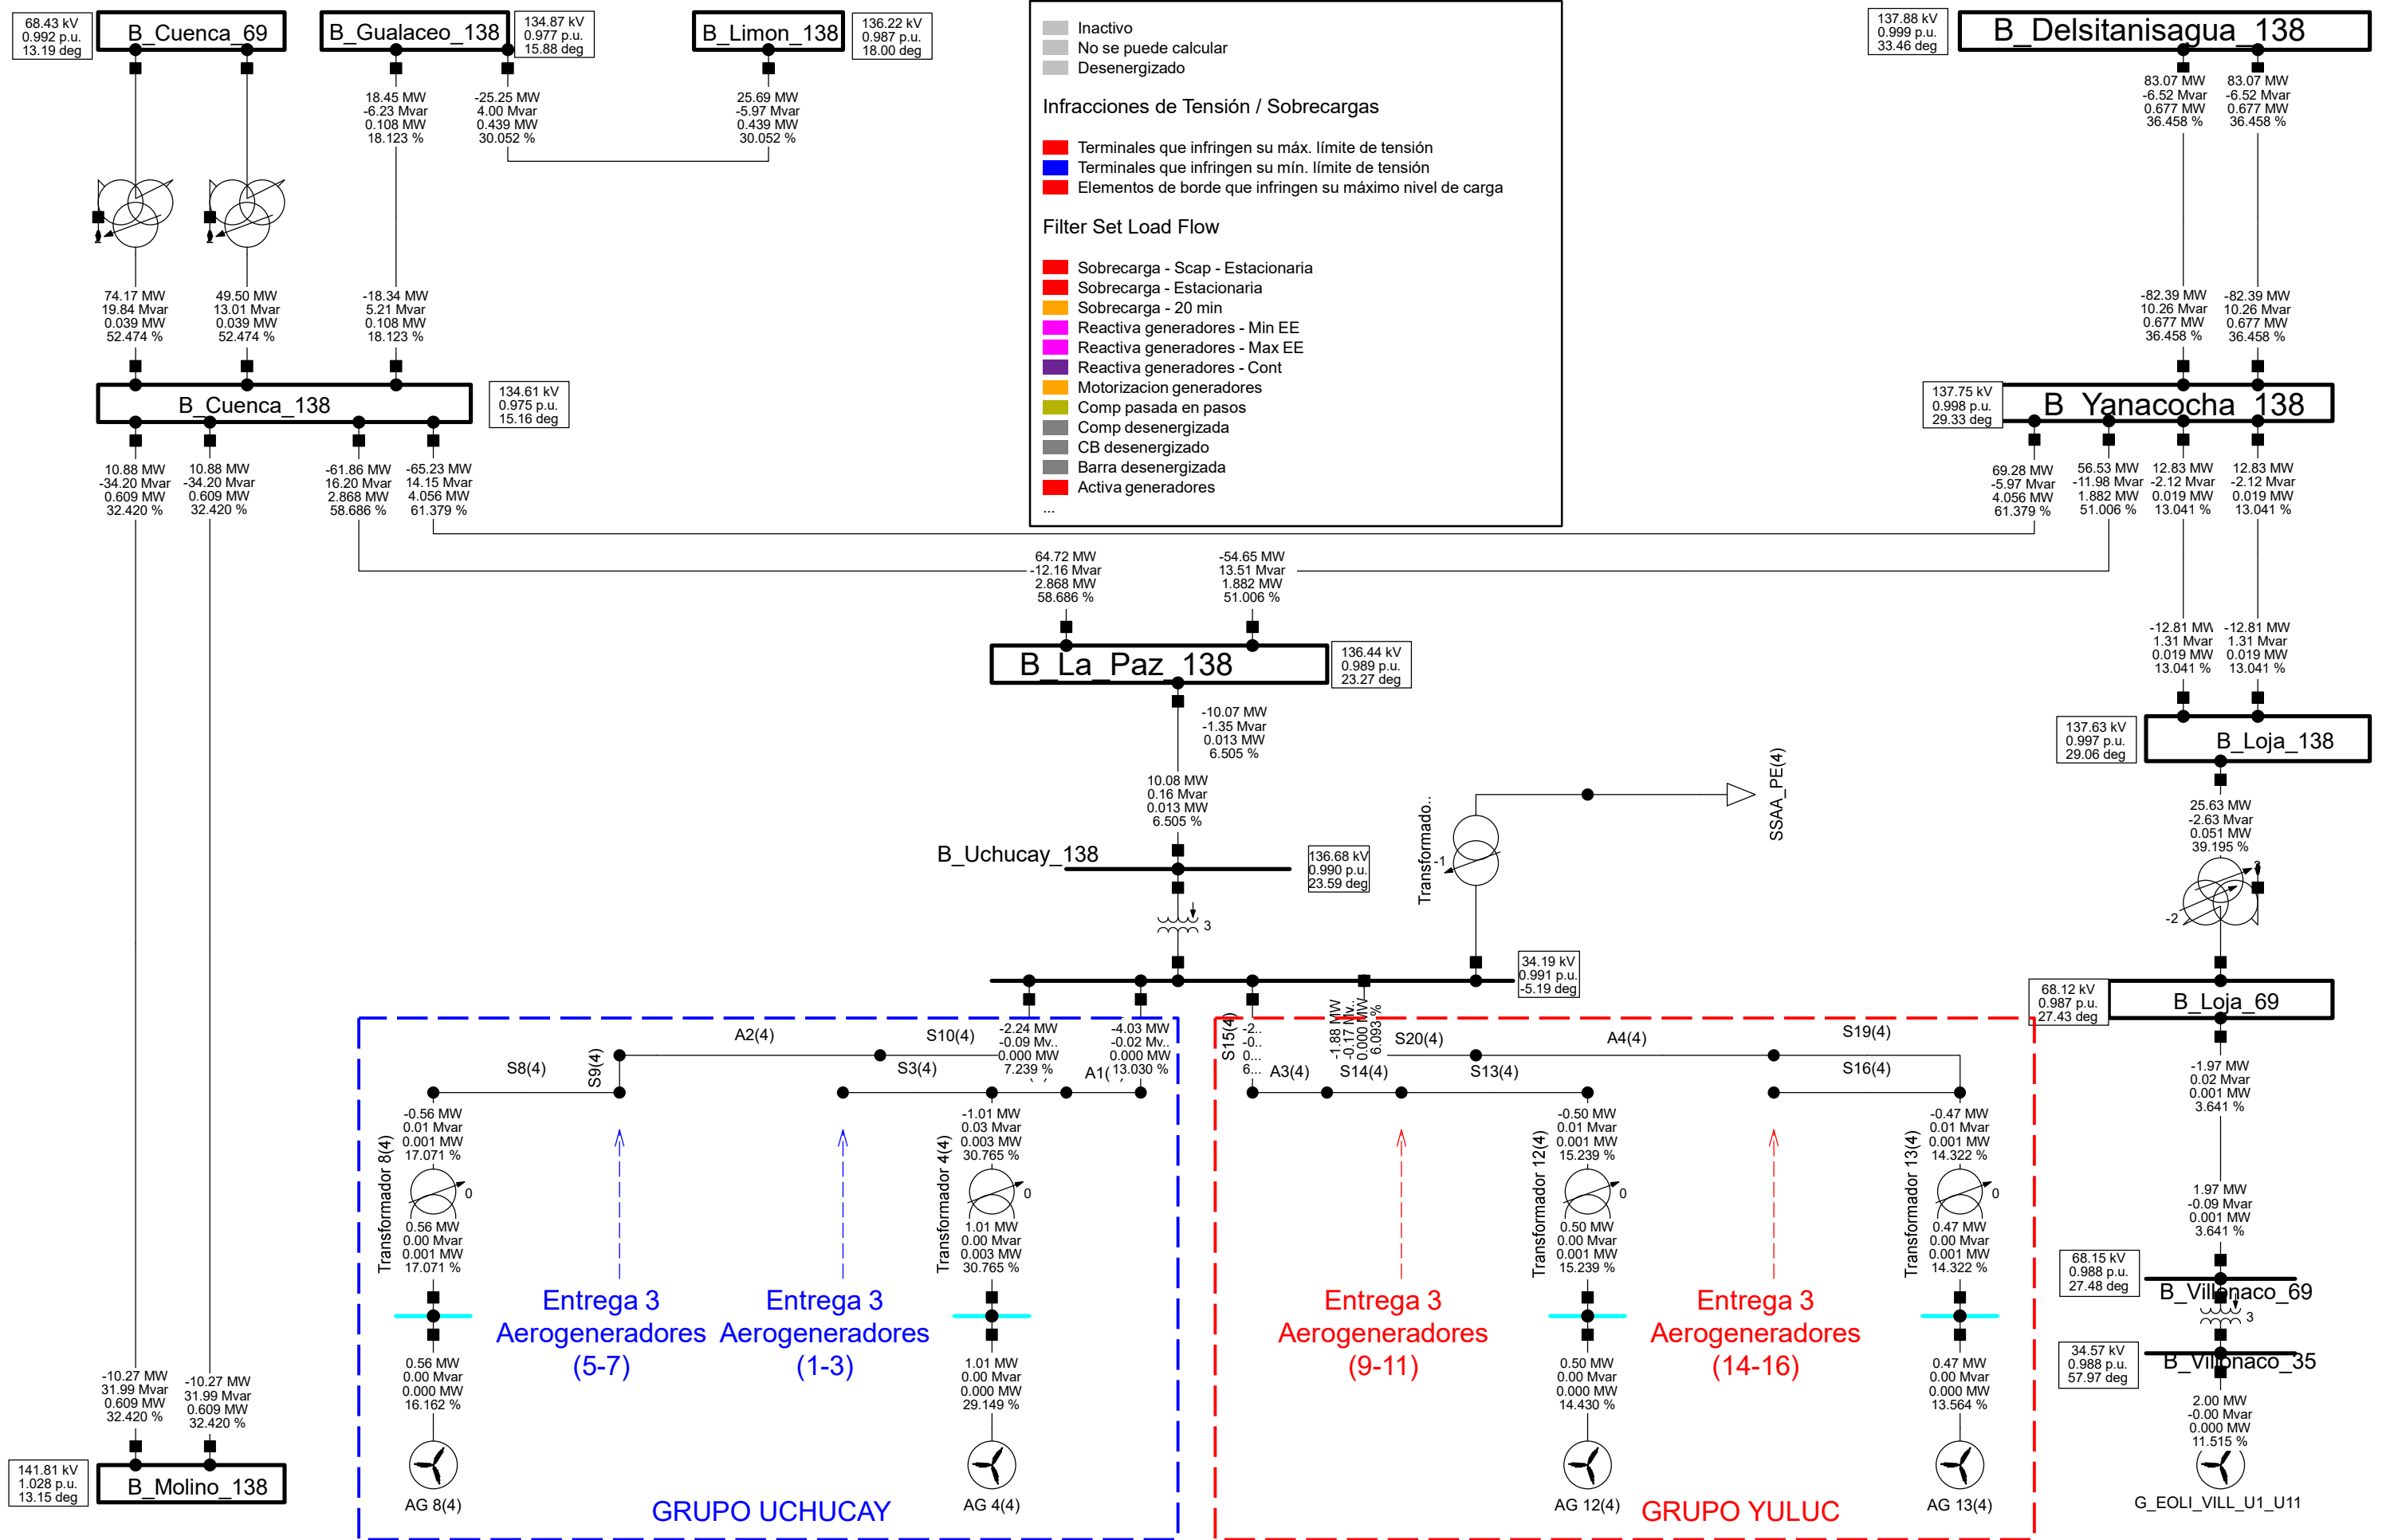 68.43 kV
0.992 p.u.
13.19 deg
B_Cuenca_69
B_Gualaceo_138
134.87 kV
0.977 p.u.
15.88 deg
B_Limon_138
136.22 kV
0.987 p.u.
18.00 deg
Inactivo
No se puede calcular
Desenergizado
Infracciones de Tensión / Sobrecargas
Terminales que infringen su máx. límite de tensión
Terminales que infringen su mín. límite de tensión
Elementos de borde que infringen su máximo nivel de carga
Filter Set Load Flow
Sobrecarga - Scap - Estacionaria
Sobrecarga - Estacionaria
Sobrecarga - 20 min
Reactiva generadores - Min EE
Reactiva generadores - Max EE
Reactiva generadores - Cont
Motorizacion generadores
Comp pasada en pasos
Comp desenergizada
CB desenergizado
Barra desenergizada
Activa generadores
...
137.88 kV
0.999 p.u.
33.46 deg
B_Delsitanisagua_138
18.45 MW
-6.23 Mvar
0.108 MW
18.123 %
-25.25 MW
4.00 Mvar
0.439 MW
30.052 %
25.69 MW
-5.97 Mvar
0.439 MW
30.052 %
83.07 MW
-6.52 Mvar
0.677 MW
36.458 %
83.07 MW
-6.52 Mvar
0.677 MW
36.458 %
74.17 MW
19.84 Mvar
0.039 MW
52.474 %
49.50 MW
13.01 Mvar
0.039 MW
52.474 %
-18.34 MW
5.21 Mvar
0.108 MW
18.123 %
-82.39 MW
10.26 Mvar
0.677 MW
36.458 %
-82.39 MW
10.26 Mvar
0.677 MW
36.458 %
B_Cuenca_138
134.61 kV
0.975 p.u.
15.16 deg
137.75 kV
0.998 p.u.
29.33 deg
B_Yanacocha_138
10.88 MW
-34.20 Mvar
0.609 MW
32.420 %
10.88 MW
-34.20 Mvar
0.609 MW
32.420 %
-61.86 MW
16.20 Mvar
2.868 MW
58.686 %
-65.23 MW
14.15 Mvar
4.056 MW
61.379 %
69.28 MW
-5.97 Mvar
4.056 MW
61.379 %
56.53 MW
-11.98 Mvar
1.882 MW
51.006 %
12.83 MW
-2.12 Mvar
0.019 MW
13.041 %
12.83 MW
-2.12 Mvar
0.019 MW
13.041 %
64.72 MW
-12.16 Mvar
2.868 MW
58.686 %
-54.65 MW
13.51 Mvar
1.882 MW
51.006 %
B_La_Paz_138
136.44 kV
0.989 p.u.
23.27 deg
-12.81 MW
1.31 Mvar
0.019 MW
13.041 %
-12.81 MW
1.31 Mvar
0.019 MW
13.041 %
-10.07 MW
-1.35 Mvar
0.013 MW
6.505 %
137.63 kV
0.997 p.u.
29.06 deg
B_Loja_138
10.08 MW
0.16 Mvar
0.013 MW
6.505 %
SSAA_PE(4)
25.63 MW
-2.63 Mvar
0.051 MW
39.195 %
B_Uchucay_138
136.68 kV
0.990 p.u.
23.59 deg
Transformado..
-1
3
-2
34.19 kV
0.991 p.u.
-5.19 deg
68.12 kV
0.987 p.u.
27.43 deg
B_Loja_69
A2(4)
S10(4)
-2.24 MW
-0.09 Mv..
0.000 MW
7.239 %
-4.03 MW
-0.02 Mv..
0.000 MW
13.030 %
S15(4)
-2..
-0..
0...
6...
-1.88 MW
-0.17 Mv..
0.000 MW
6.093 %
S20(4)
A4(4)
S19(4)
S8(4)
S9(4)
S3(4)
A1(
A3(4)
S14(4)
S13(4)
S16(4)
-1.97 MW
0.02 Mvar
0.001 MW
3.641 %
Transformador 8(4)
-0.56 MW
0.01 Mvar
0.001 MW
17.071 %
0
0.56 MW
0.00 Mvar
0.001 MW
17.071 %
Transformador 4(4)
-1.01 MW
0.03 Mvar
0.003 MW
30.765 %
0
1.01 MW
0.00 Mvar
0.003 MW
30.765 %
Transformador 12(4)
-0.50 MW
0.01 Mvar
0.001 MW
15.239 %
0
0.50 MW
0.00 Mvar
0.001 MW
15.239 %
Transformador 13(4)
-0.47 MW
0.01 Mvar
0.001 MW
14.322 %
0
0.47 MW
0.00 Mvar
0.001 MW
14.322 %
1.97 MW
-0.09 Mvar
0.001 MW
3.641 %
68.15 kV
0.988 p.u.
27.48 deg
B_Villonaco_69
3
Entrega 3
Aerogeneradores
(5-7)
Entrega 3
Aerogeneradores
(1-3)
Entrega 3
Aerogeneradores
(9-11)
Entrega 3
Aerogeneradores
(14-16)
34.57 kV
0.988 p.u.
57.97 deg
B_Villonaco_35
-10.27 MW
31.99 Mvar
0.609 MW
32.420 %
-10.27 MW
31.99 Mvar
0.609 MW
32.420 %
0.56 MW
0.00 Mvar
0.000 MW
16.162 %
1.01 MW
0.00 Mvar
0.000 MW
29.149 %
0.50 MW
0.00 Mvar
0.000 MW
14.430 %
0.47 MW
0.00 Mvar
0.000 MW
13.564 %
2.00 MW
-0.00 Mvar
0.000 MW
11.515 %
141.81 kV
1.028 p.u.
13.15 deg
B_Molino_138
AG 8(4)
GRUPO UCHUCAY
AG 4(4)
AG 12(4)
GRUPO YULUC
AG 13(4)
G_EOLI_VILL_U1_U11